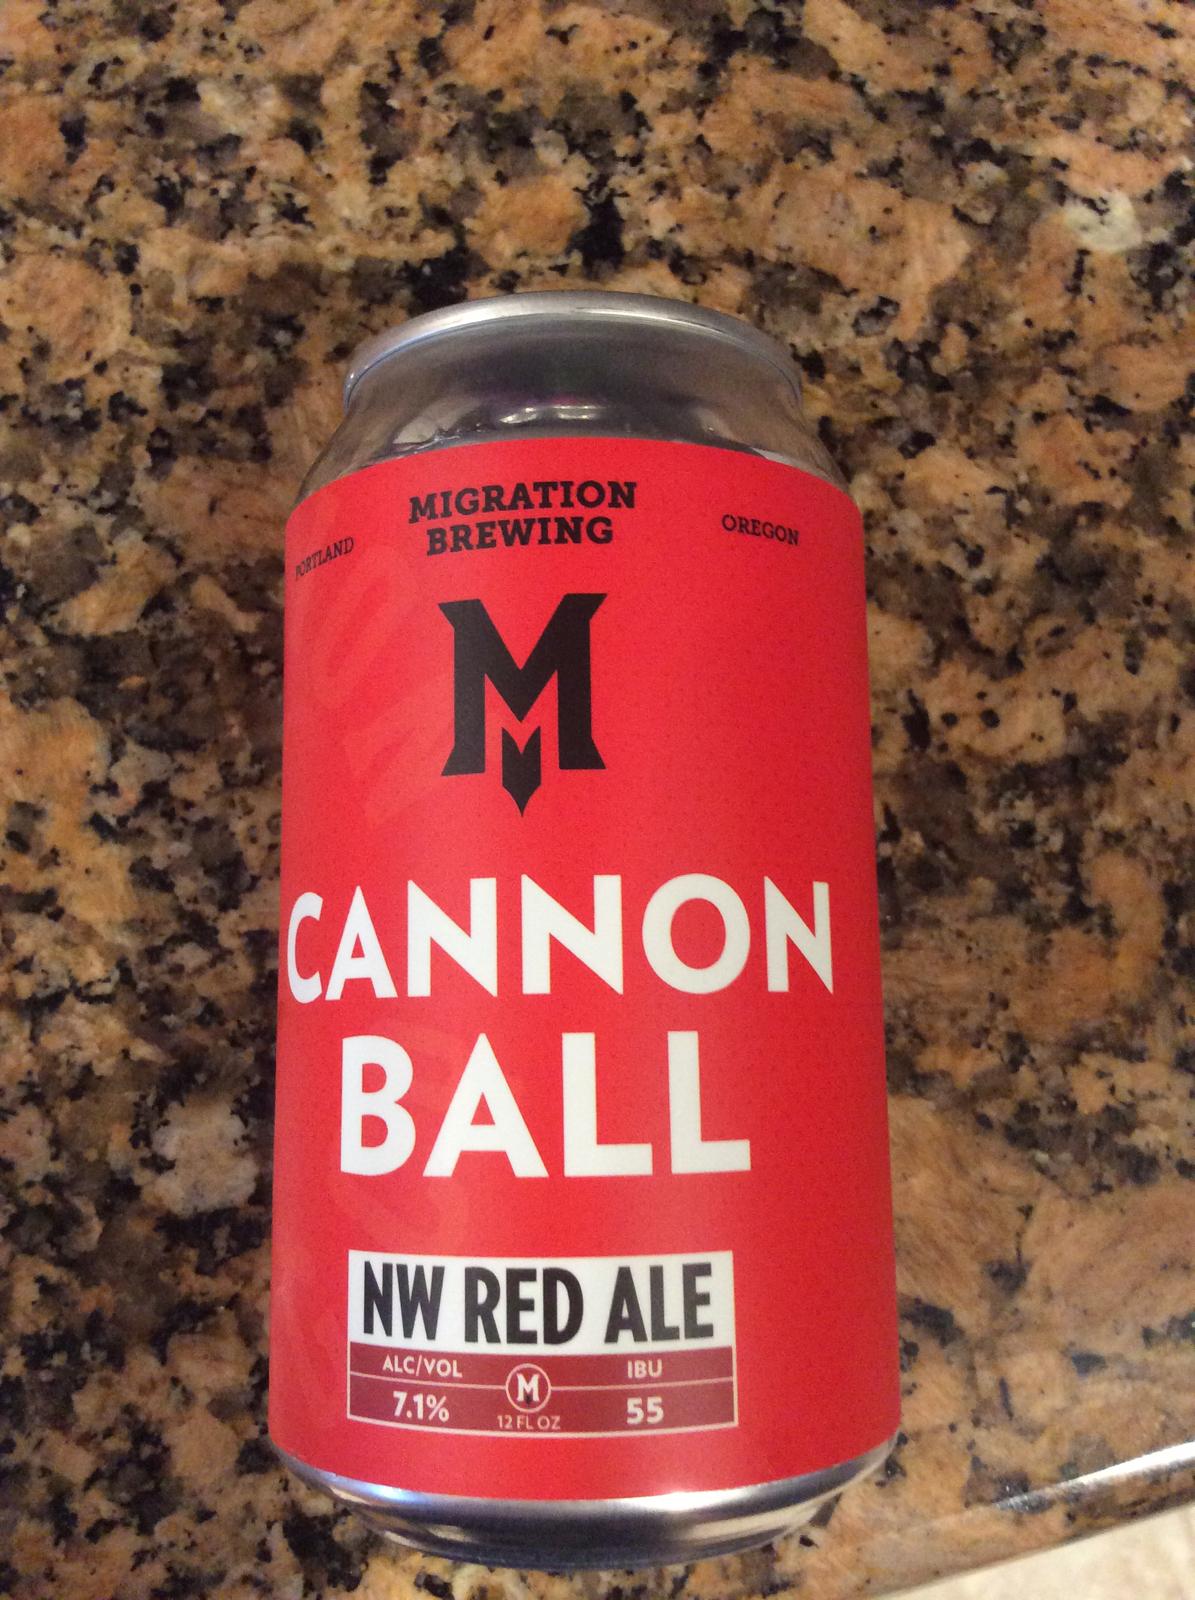 MIGRATION
BREWING
PORTLAND
OREGON
M
CANNON
BALL
NW RED ALE
ALC/VOL
IBU
M
7.1%
12 FL OZ
55